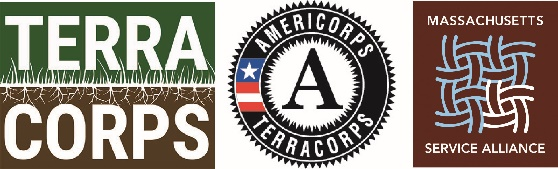 TERRA
CORPS
AMERICORPS
A
TERRACORPS
MASSACHUSETTS
SERVICE ALLIANCE